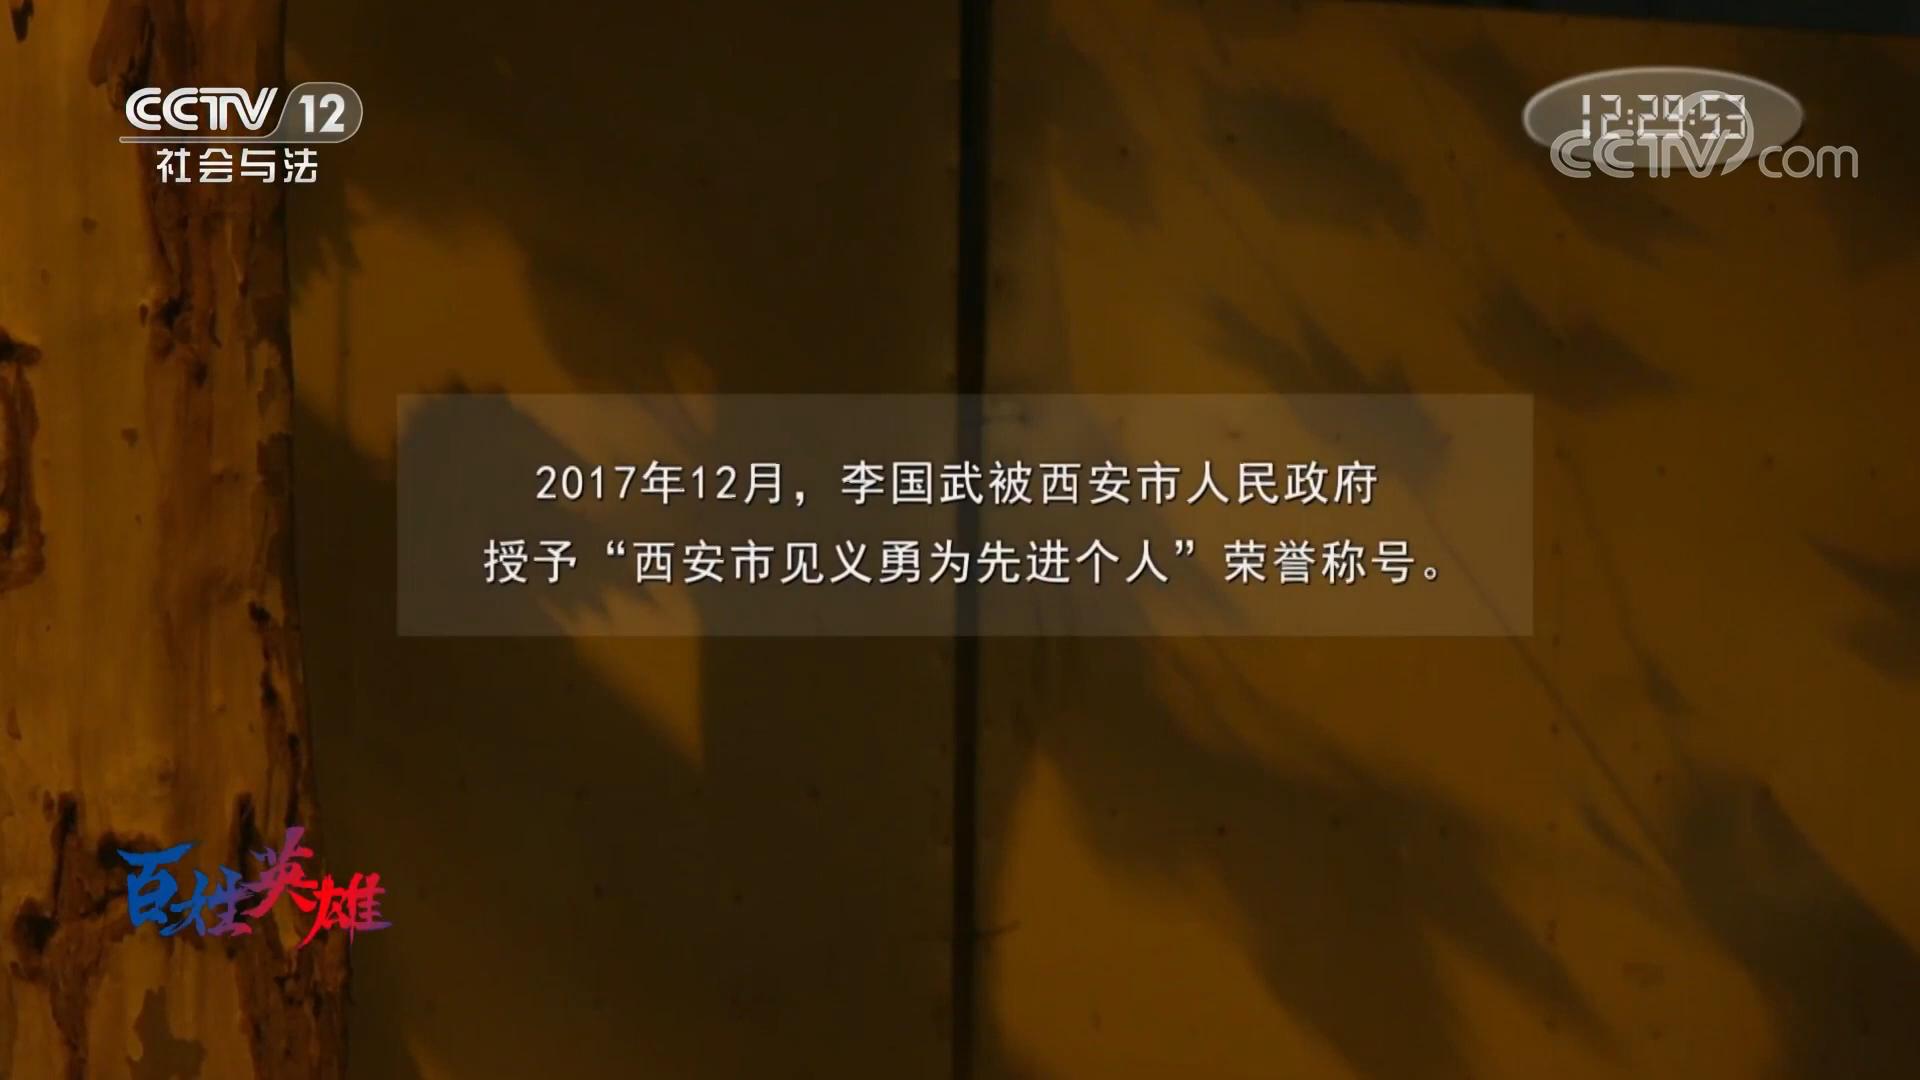 CCTV 12
社会与法
12:29:53
CCTV com
2017年12月，李国武被西安市人民政府
授予“西安市见义勇为先进个人”荣誉称号。
百姓英雄